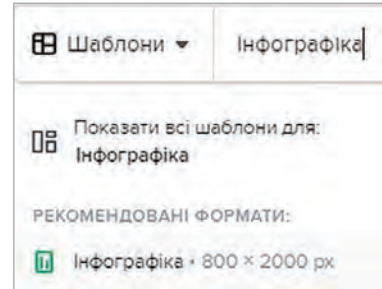 Шаблони Інфографіка
Показати всі шаблони для:
Інфографіка
РЕКОМЕНДОВАНІ ФОРМАТИ:
Інфографіка • 800 × 2000 px